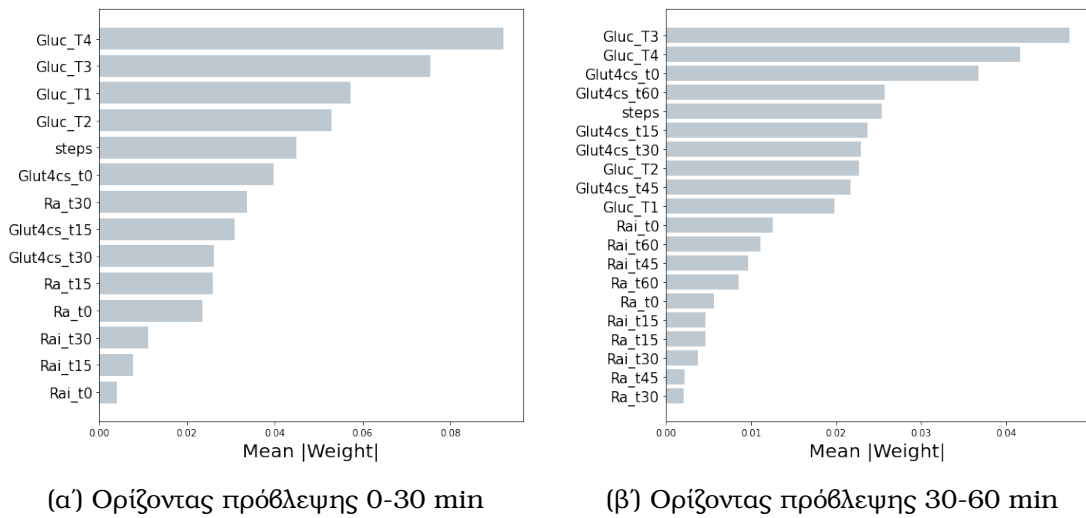 Gluc_T4
Gluc_T3
Gluc_T1
Gluc_T2
steps
Glut4cs_t0
Ra_t30
Glut4cs_t15
Glut4cs_t30
Ra_t15
Ra_t0
Rai_t30
Rai_t15
Rai_t0
0.00 0.02 0.04 0.06 0.08
Mean |Weight|
(α΄) Ορίζοντας πρόβλεψης 0-30 min
Gluc_T3
Gluc_T4
Glut4cs_t0
Glut4cs_t60
steps
Glut4cs_t15
Glut4cs_t30
Gluc_T2
Glut4cs_t45
Gluc_T1
Rai_t0
Rai_t60
Rai_t45
Ra_t60
Ra_t0
Rai_t15
Ra_t15
Rai_t30
Ra_t45
Ra_t30
0.00 0.01 0.02 0.03 0.04
Mean |Weight|
(β΄) Ορίζοντας πρόβλεψης 30-60 min